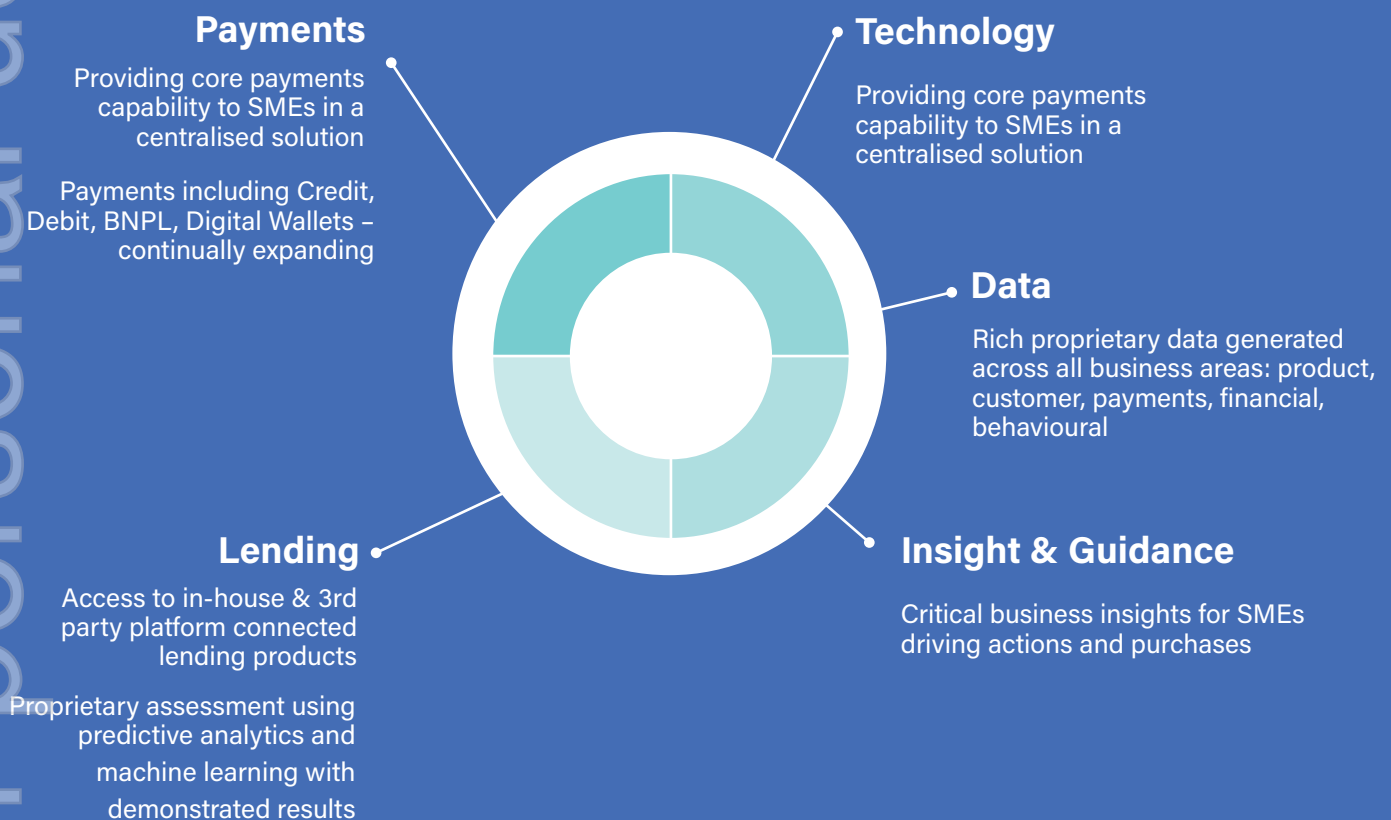 Payments
Providing core payments
capability to SMEs in a
centralised solution
Payments including Credit,
Debit, BNPL, Digital Wallets –
continually expanding
Technology
Providing core payments
capability to SMEs in a
centralised solution
Data
Rich proprietary data generated
across all business areas: product,
customer, payments, financial,
behavioural
Insight & Guidance
Critical business insights for SMEs
driving actions and purchases
Lending
Access to in-house & 3rd
party platform connected
lending products
Proprietary assessment using
predictive analytics and
machine learning with
demonstrated results